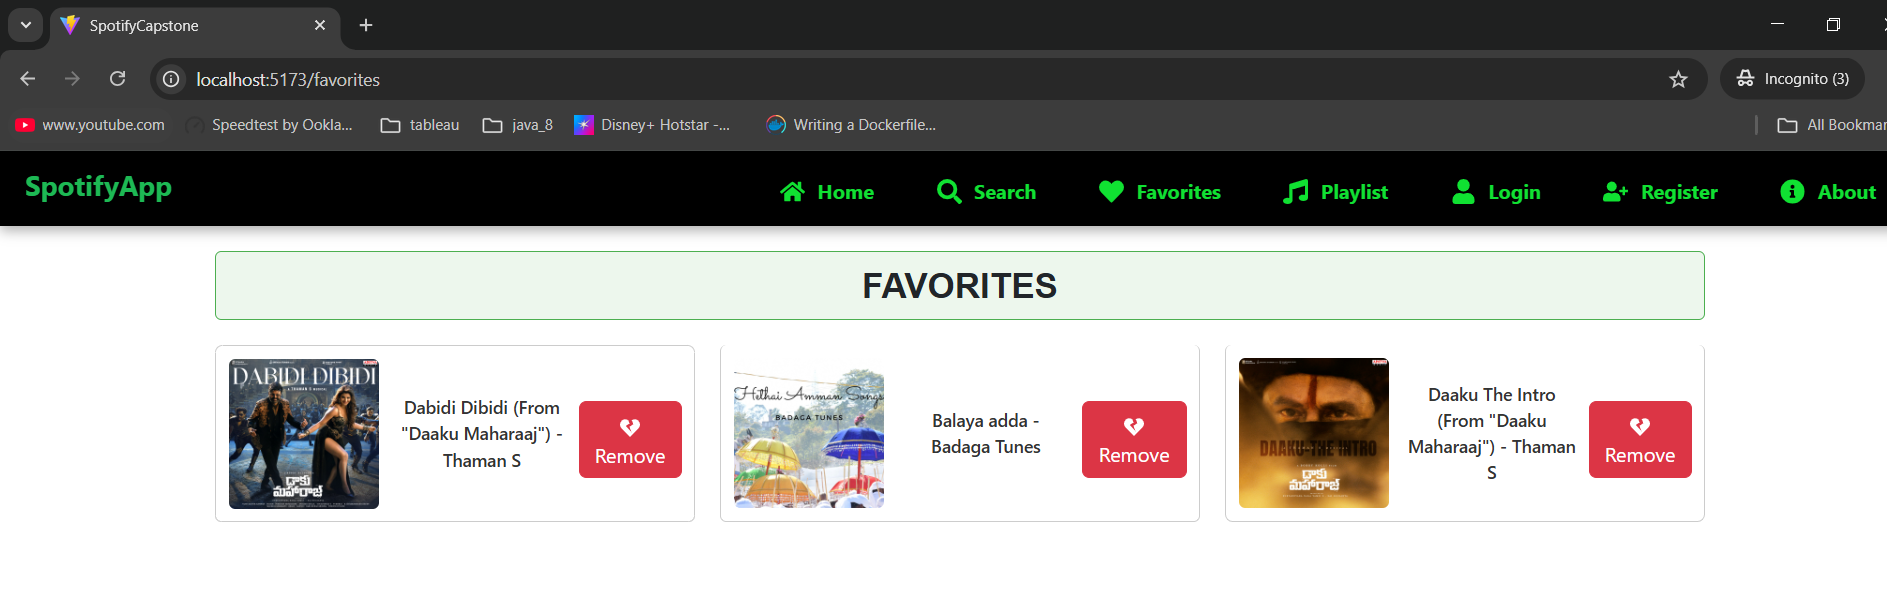 SpotifyCapstone
localhost:5173/favorites
Incognito (3)
www.youtube.com
Speedtest by Ookla...
tableau
java_8
Disney+ Hotstar -...
Writing a Dockerfile...
All Bookmar
SpotifyApp
Home
Search
Favorites
Playlist
Login
Register
About
FAVORITES
DABIDI DIBIDI
డాకు
మహారాజ్
Dabidi Dibidi (From
"Daaku Maharaaj") -
Thaman S
Remove
Hethai Amman Songs
BADAGA TUNES
Balaya adda -
Badaga Tunes
Remove
DAAKU THE INTRO
డాకు
మహారాజ్
Daaku The Intro
(From "Daaku
Maharaaj") - Thaman
S
Remove